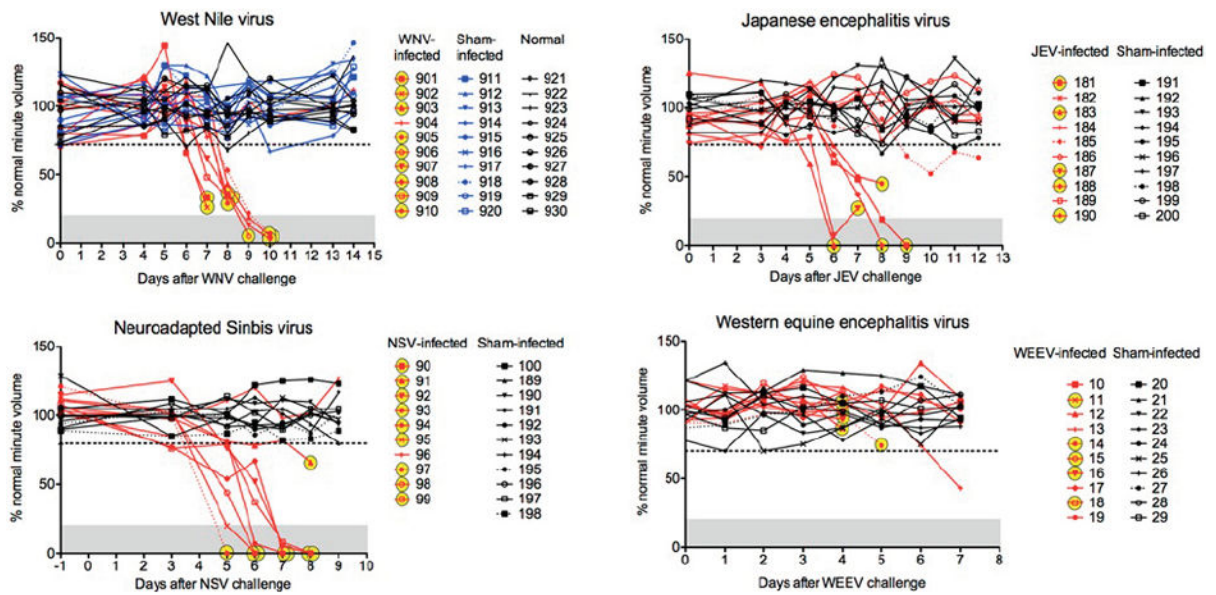 West Nile virus
% normal minute volume
150
100
50
0
0 1 2 3 4 5 6 7 8 9 10 11 12 13 14 15
Days after WNV challenge
WNV-infected Sham-infected Normal
901 911 921
902 912 922
903 913 923
904 914 924
905 915 925
906 916 926
907 917 927
908 918 928
909 919 929
910 920 930
Japanese encephalitis virus
% normal minute volume
150
100
50
0
0 1 2 3 4 5 6 7 8 9 10 11 12 13
Days after JEV challenge
JEV-infected Sham-infected
181 191
182 192
183 193
184 194
185 195
186 196
187 197
188 198
189 199
190 200
Neuroadapted Sinbis virus
% normal minute volume
150
100
50
0
-1 0 1 2 3 4 5 6 7 8 9 10
Days after NSV challenge
NSV-infected Sham-infected
90 100
91 189
92 190
93 191
94 192
95 193
96 194
97 195
98 196
99 197
198
Western equine encephalitis virus
% normal minute volume
150
100
50
0
0 1 2 3 4 5 6 7 8
Days after WEEV challenge
WEEV-infected Sham-infected
10 20
11 21
12 22
13 23
14 24
15 25
16 26
17 27
18 28
19 29